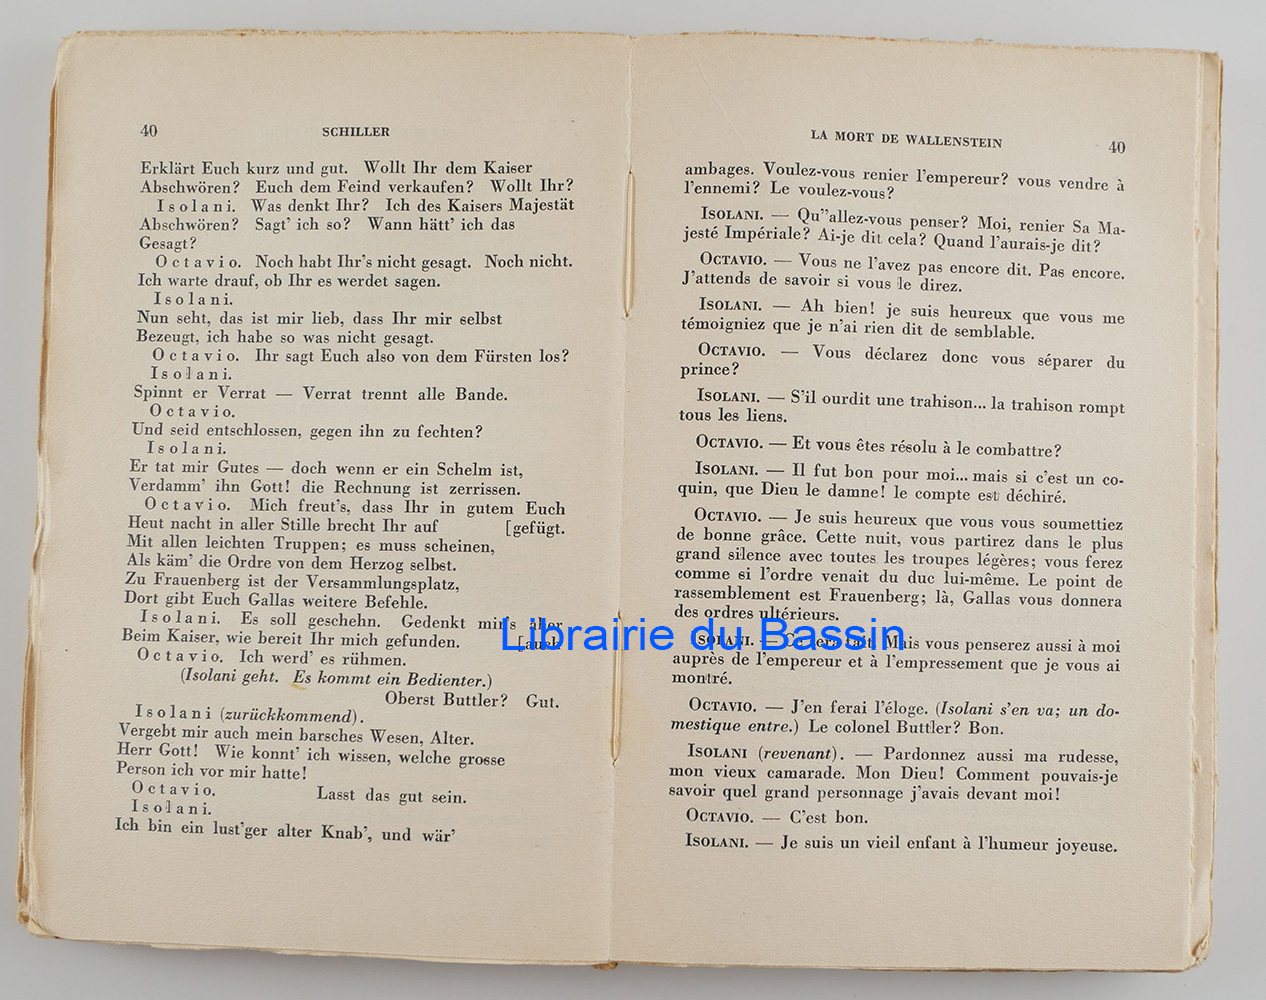 40
SCHILLER
Erklärt Euch kurz und gut. Wollt Ihr dem Kaiser
Abschwören? Euch dem Feind verkaufen? Wollt Ihr?
Isolani. Was denkt Ihr? Ich des Kaisers Majestät
Abschwören? Sagt' ich so? Wann hätt' ich das
Gesagt?
Octavio. Noch habt Ihr's nicht gesagt. Noch nicht.
Ich warte drauf, ob Ihr es werdet sagen.
Isolani.
Nun seht, das ist mir lieb, dass Ihr mir selbst
Bezeugt, ich habe so was nicht gesagt.
Octavio. Ihr sagt Euch also von dem Fürsten los?
Isolani.
Spinnt er Verrat — Verrat trennt alle Bande.
Octavio.
Und seid entschlossen, gegen ihn zu fechten?
Isolani.
Er tat mir Gutes — doch wenn er ein Schelm ist,
Verdamm' ihn Gott! die Rechnung ist zerrissen.
Octavio. Mich freut's, dass Ihr in gutem Euch
Heut nacht in aller Stille brecht Ihr auf [gefügt.
Mit allen leichten Truppen; es muss scheinen,
Als käm' die Ordre von dem Herzog selbst.
Zu Frauenberg ist der Versammlungsplatz,
Dort gibt Euch Gallas weitere Befehle.
Isolani. Es soll geschehn. Gedenkt mir's aber
Beim Kaiser, wie bereit Ihr mich gefunden. [auch
Octavio. Ich werd' es rühmen.
(Isolani geht. Es kommt ein Bedienter.)
Oberst Buttler? Gut.
Isolani (zurückkommend).
Vergebt mir auch mein barsches Wesen, Alter.
Herr Gott! Wie konnt' ich wissen, welche grosse
Person ich vor mir hatte!
Octavio. Lasst das gut sein.
Isolani.
Ich bin ein lust'ger alter Knab', und wär'
LA MORT DE WALLENSTEIN
40
ambages. Voulez-vous renier l'empereur? vous vendre à
l'ennemi? Le voulez-vous?
ISOLANI. — Qu"allez-vous penser? Moi, renier Sa Ma-
jesté Impériale? Ai-je dit cela? Quand l'aurais-je dit?
OCTAVIO. — Vous ne l'avez pas encore dit. Pas encore.
J'attends de savoir si vous le direz.
ISOLANI. — Ah bien! je suis heureux que vous me
témoigniez que je n'ai rien dit de semblable.
OCTAVIO. — Vous déclarez donc vous séparer du
prince?
ISOLANI. — S'il ourdit une trahison... la trahison rompt
tous les liens.
OCTAVIO. — Et vous êtes résolu à le combattre?
ISOLANI. — Il fut bon pour moi... mais si c'est un co-
quin, que Dieu le damne! le compte est déchiré.
OCTAVIO. — Je suis heureux que vous vous soumettiez
de bonne grâce. Cette nuit, vous partirez dans le plus
grand silence avec toutes les troupes légères; vous ferez
comme si l'ordre venait du duc lui-même. Le point de
rassemblement est Frauenberg; là, Gallas vous donnera
des ordres ultérieurs.
ISOLANI. — Ce sera fait. Mais vous penserez aussi à moi
auprès de l'empereur et à l'empressement que je vous ai
montré.
OCTAVIO. — J'en ferai l'éloge. (Isolani s'en va; un do-
mestique entre.) Le colonel Buttler? Bon.
ISOLANI (revenant). — Pardonnez aussi ma rudesse,
mon vieux camarade. Mon Dieu! Comment pouvais-je
savoir quel grand personnage j'avais devant moi!
OCTAVIO. — C'est bon.
ISOLANI. — Je suis un vieil enfant à l'humeur joyeuse.
Librairie du Bassin